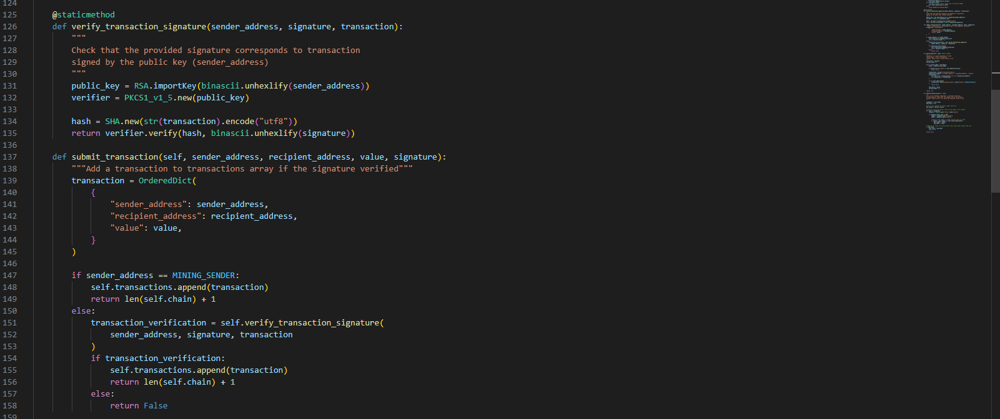 124
125 @staticmethod
126 def verify_transaction_signature(sender_address, signature, transaction):
127 """
128 Check that the provided signature corresponds to transaction
129 signed by the public key (sender_address)
130 """
131 public_key = RSA.importKey(binascii.unhexlify(sender_address))
132 verifier = PKCS1_v1_5.new(public_key)
133
134 hash = SHA.new(str(transaction).encode("utf8"))
135 return verifier.verify(hash, binascii.unhexlify(signature))
136
137 def submit_transaction(self, sender_address, recipient_address, value, signature):
138 """Add a transaction to transactions array if the signature verified"""
139 transaction = OrderedDict(
140 {
141 "sender_address": sender_address,
142 "recipient_address": recipient_address,
143 "value": value,
144 }
145 )
146
147 if sender_address == MINING_SENDER:
148 self.transactions.append(transaction)
149 return len(self.chain) + 1
150 else:
151 transaction_verification = self.verify_transaction_signature(
152 sender_address, signature, transaction
153 )
154 if transaction_verification:
155 self.transactions.append(transaction)
156 return len(self.chain) + 1
157 else:
158 return False
159